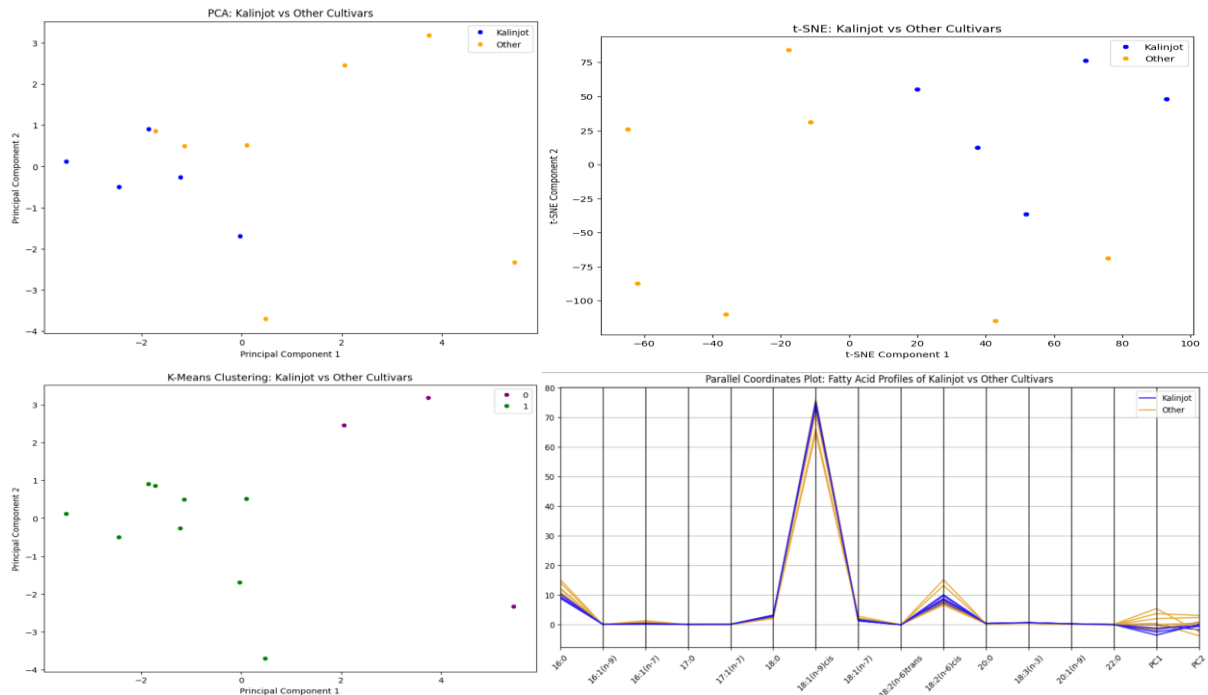 PCA: Kalinjot vs Other Cultivars
Kalinjot
Other
3
2
1
0
−1
−2
−3
−4
Principal Component 2
−2 0 2 4
Principal Component 1
t-SNE: Kalinjot vs Other Cultivars
Kalinjot
Other
75
50
25
0
−25
−50
−75
−100
t-SNE Component 2
−60 −40 −20 0 20 40 60 80 100
t-SNE Component 1
K-Means Clustering: Kalinjot vs Other Cultivars
0
1
3
2
1
0
−1
−2
−3
−4
Principal Component 2
−2 0 2 4
Principal Component 1
Parallel Coordinates Plot: Fatty Acid Profiles of Kalinjot vs Other Cultivars
Kalinjot
Other
80
70
60
50
40
30
20
10
0
16:0
16:1(n-9)
16:1(n-7)
17:0
17:1(n-7)
18:0
18:1(n-9)cis
18:1(n-7)
18:2(n-6)trans
18:2(n-6)cis
20:0
18:3(n-3)
20:1(n-9)
22:0
PC1
PC2